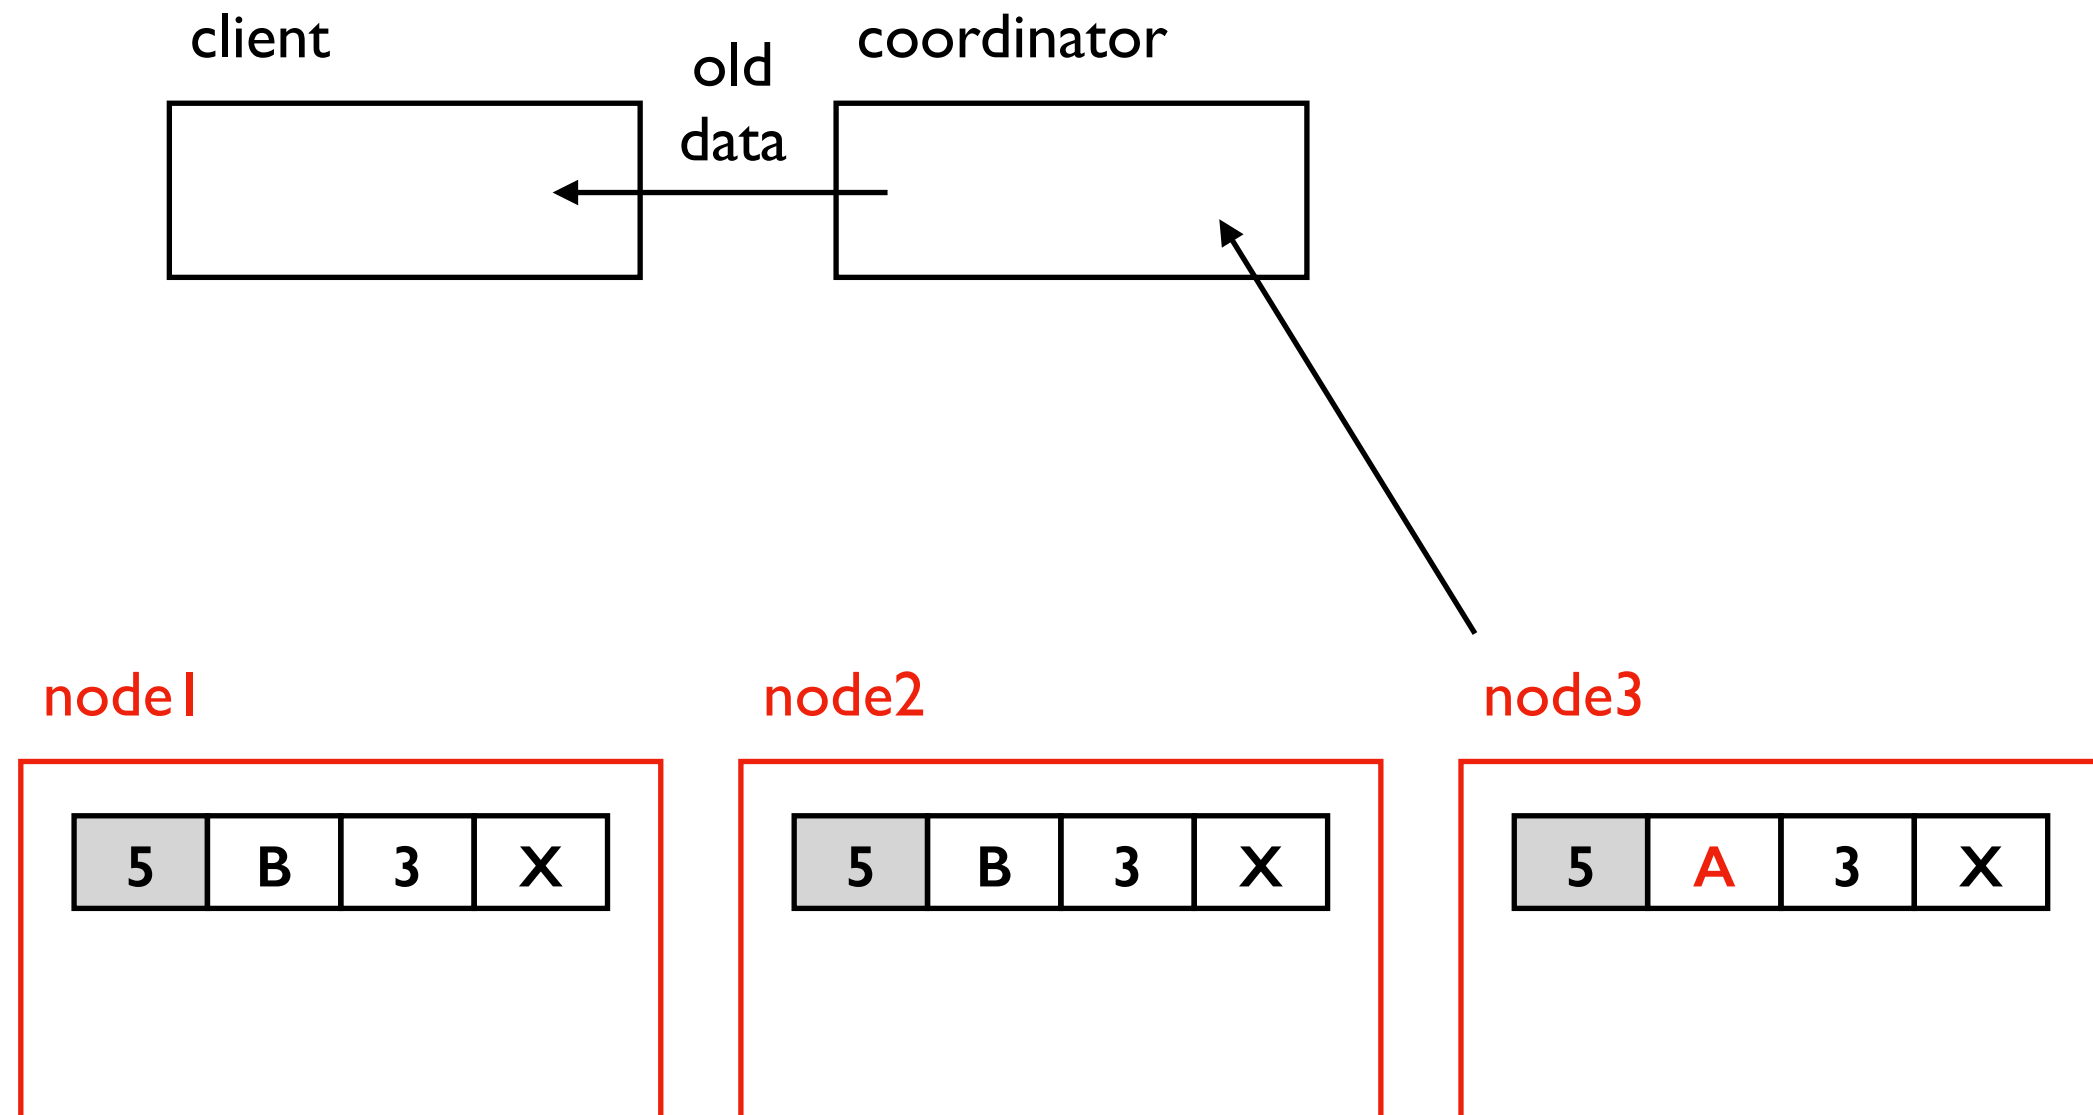 client
old
data
coordinator
node1
node2
node3
5 B 3 X
5 B 3 X
5 A 3 X